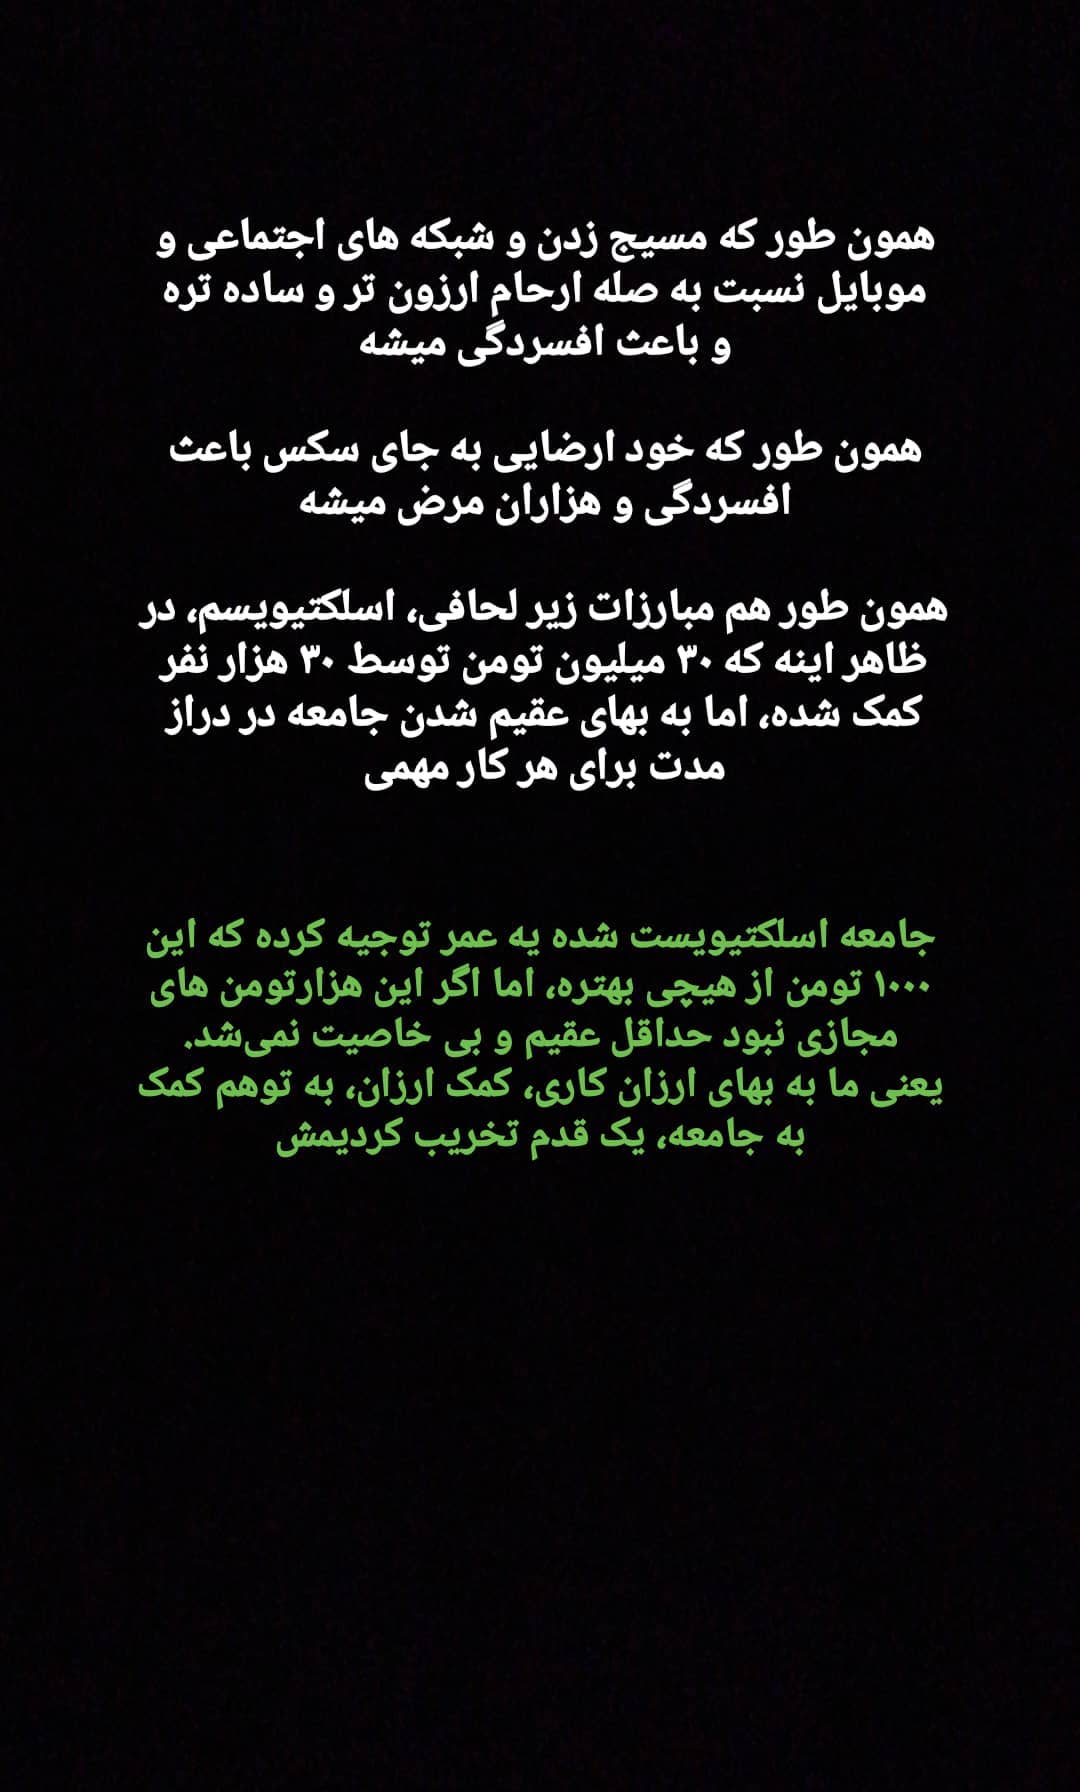 همون طور که مسیج زدن و شبکه های اجتماعی و
موبایل نسبت به صله ارحام ارزون تر و ساده تره
و باعث افسردگی میشه
همون طور که خود ارضایی به جای سکس باعث
افسردگی و هزاران مرض میشه
همون طور هم مبارزات زیر لحافی، اسلکتیویسم، در
ظاهر اینه که ۳۰ میلیون تومن توسط ۳۰ هزار نفر
کمک شده، اما به بهای عقیم شدن جامعه در دراز
مدت برای هر کار مهمی
جامعه اسلکتیویست شده یه عمر توجیه کرده که این
۱۰۰۰ تومن از هیچی بهتره، اما اگر این هزارتومن های
مجازی نبود حداقل عقیم و بی خاصیت نمی‌شد.
یعنی ما به بهای ارزان کاری، کمک ارزان، به توهم کمک
به جامعه، یک قدم تخریب کردیمش